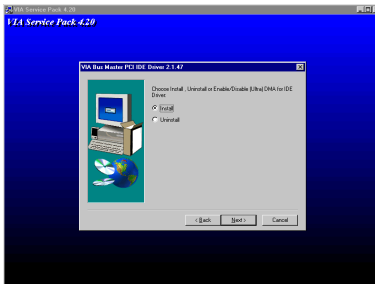 VIA Service Pack 4.20
VIA Service Pack 4.20
VIA Bus Master PCI IDE Driver 2.1.47
Choose Install , Uninstall or Enable/Disable (Ultra) DMA for IDE
Driver.
Install
Uninstall
< Back
Next >
Cancel